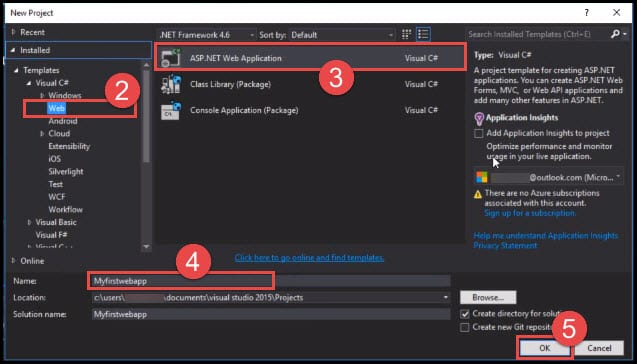 New Project
Recent
.NET Framework 4.6
Sort by: Default
Search Installed Templates (Ctrl+E)
Installed
Templates
Visual C#
Windows
Web
Android
Cloud
Extensibility
iOS
Silverlight
Test
WCF
Workflow
Visual Basic
Visual F#
Visual C++
Online
2
ASP.NET Web Application Visual C#
3
Class Library (Package) Visual C#
Console Application (Package) Visual C#
Click here to go online and find templates.
Type: Visual C#
A project template for creating ASP.NET
applications. You can create ASP.NET Web
Forms, MVC, or Web API applications and
add many other features in ASP.NET.
Application Insights
Add Application Insights to project
Optimize performance and monitor
usage in your live application.
@outlook.com (Micro...
There are no Azure subscriptions
associated with this account.
Sign up for a subscription.
Help me understand Application Insights
Privacy Statement
4
Name: Myfirstwebapp
Location: c:\users\ \documents\visual studio 2015\Projects
Browse...
Solution name: Myfirstwebapp
Create directory for
Create new Git
5
OK
Cancel